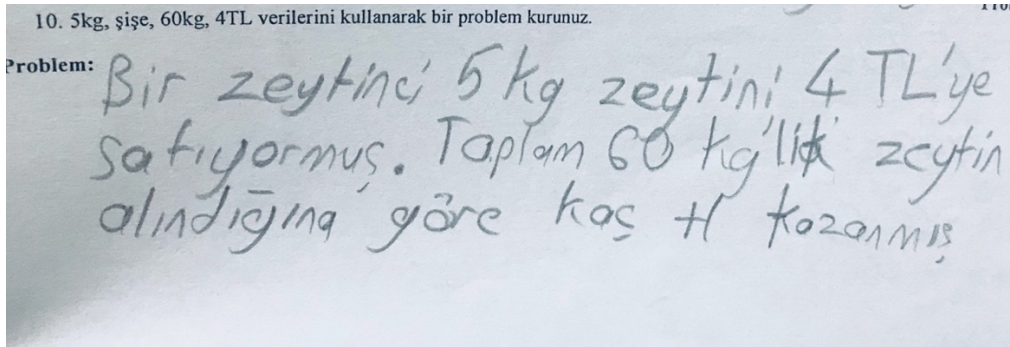 10. 5kg, şişe, 60kg, 4TL verilerini kullanarak bir problem kurunuz.
Problem: Bir zeytinci 5 kg zeytini 4 TL'ye
satıyormuş. Toplam 60 kg'lik zeytin
alındığına göre kaç tl kazanmış